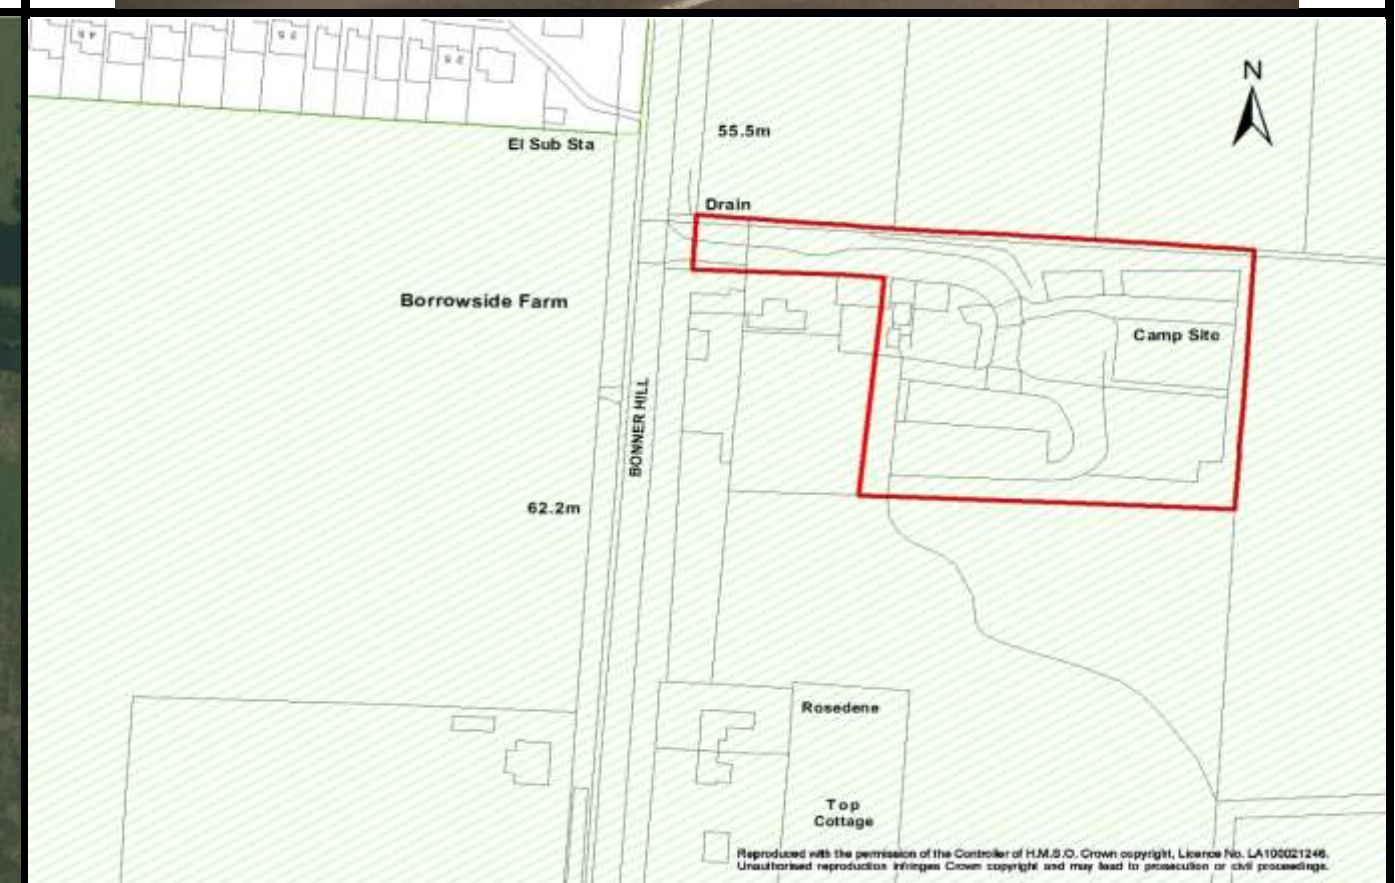 N
55.5m
El Sub Sta
Drain
Borrowside Farm
Camp Site
BONNER HILL
62.2m
Rosedene
Top
Cottage
Reproduced with the permission of the Controller of H.M.S.O. Crown copyright, Licence No. LA100021246.
Unauthorised reproduction infringes Crown copyright and may lead to prosecution or civil proceedings.